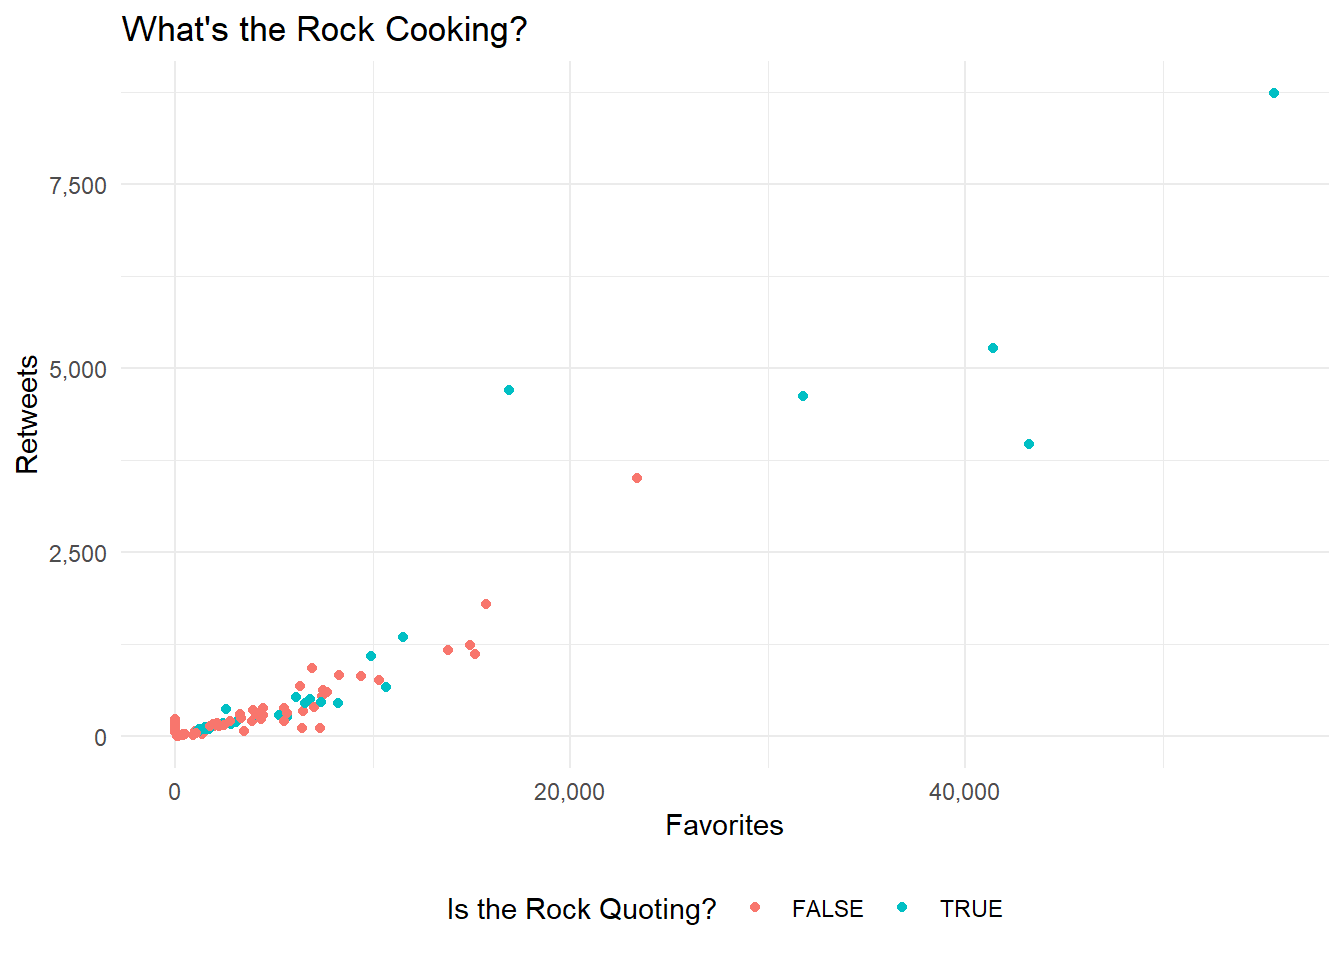 What's the Rock Cooking?
7,500
5,000
2,500
0
Retweets
0 20,000 40,000
Favorites
Is the Rock Quoting? FALSE TRUE